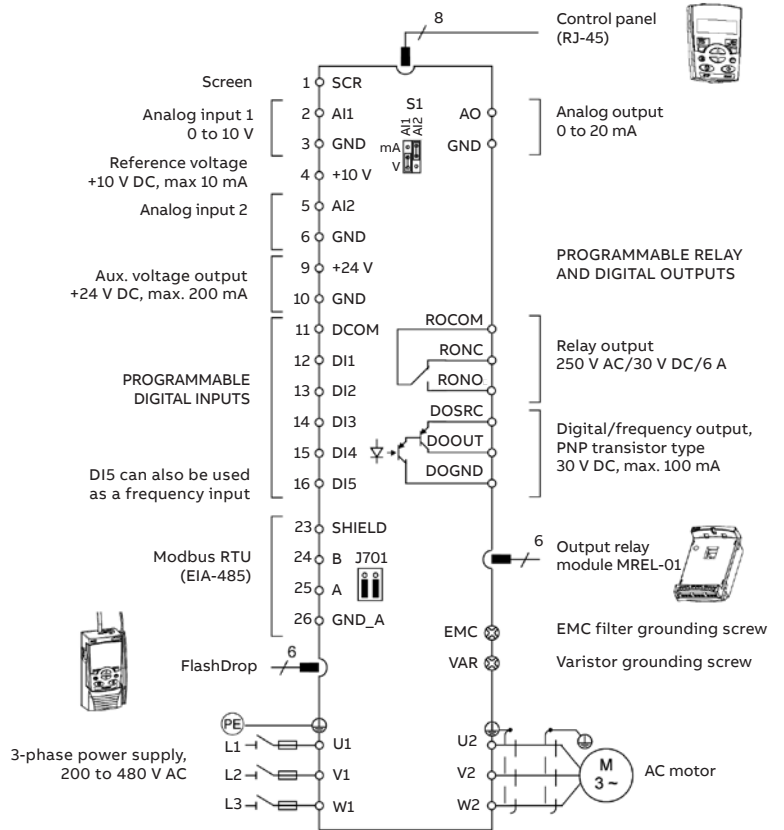 8
Control panel
(RJ-45)
Screen
1 SCR
Analog input 1
0 to 10 V
2 AI1
3 GND
S1
AI1
AI2
mA
V
AO
GND
Analog output
0 to 20 mA
Reference voltage
+10 V DC, max 10 mA
4 +10 V
Analog input 2
5 AI2
6 GND
Aux. voltage output
+24 V DC, max. 200 mA
9 +24 V
10 GND
PROGRAMMABLE RELAY
AND DIGITAL OUTPUTS
PROGRAMMABLE
DIGITAL INPUTS
11 DCOM
12 DI1
13 DI2
14 DI3
15 DI4
16 DI5
DI5 can also be used
as a frequency input
ROCOM
RONC
RONO
Relay output
250 V AC/30 V DC/6 A
DOSRC
DOOUT
DOGND
Digital/frequency output,
PNP transistor type
30 V DC, max. 100 mA
Modbus RTU
(EIA-485)
23 SHIELD
24 B
25 A
26 GND_A
J701
6
Output relay
module MREL-01
EMC
EMC filter grounding screw
VAR
Varistor grounding screw
FlashDrop
6
PE
3-phase power supply,
200 to 480 V AC
L1 U1
L2 V1
L3 W1
U2
V2
W2
M
3 ~
AC motor